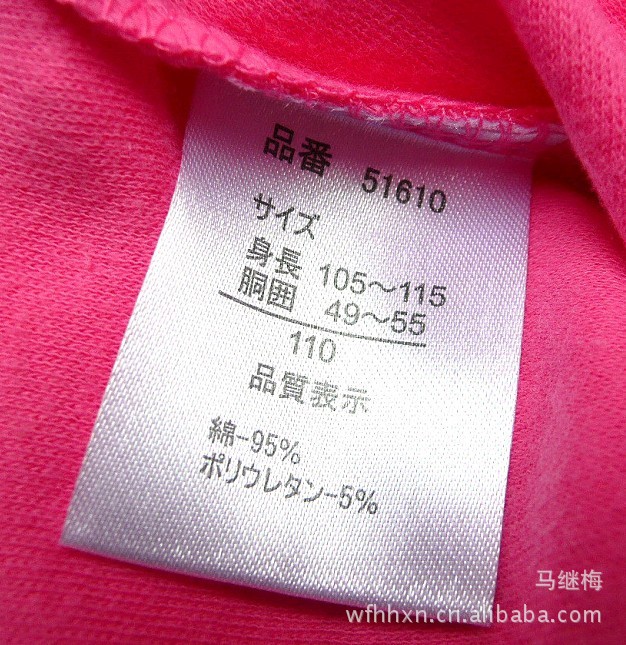 品番 51610
サイズ
身長 105～115
胴囲 49～55
110
品質表示
綿-95%
ポリウレタン-5%
马继梅
wfhhxn.cn.alibaba.com